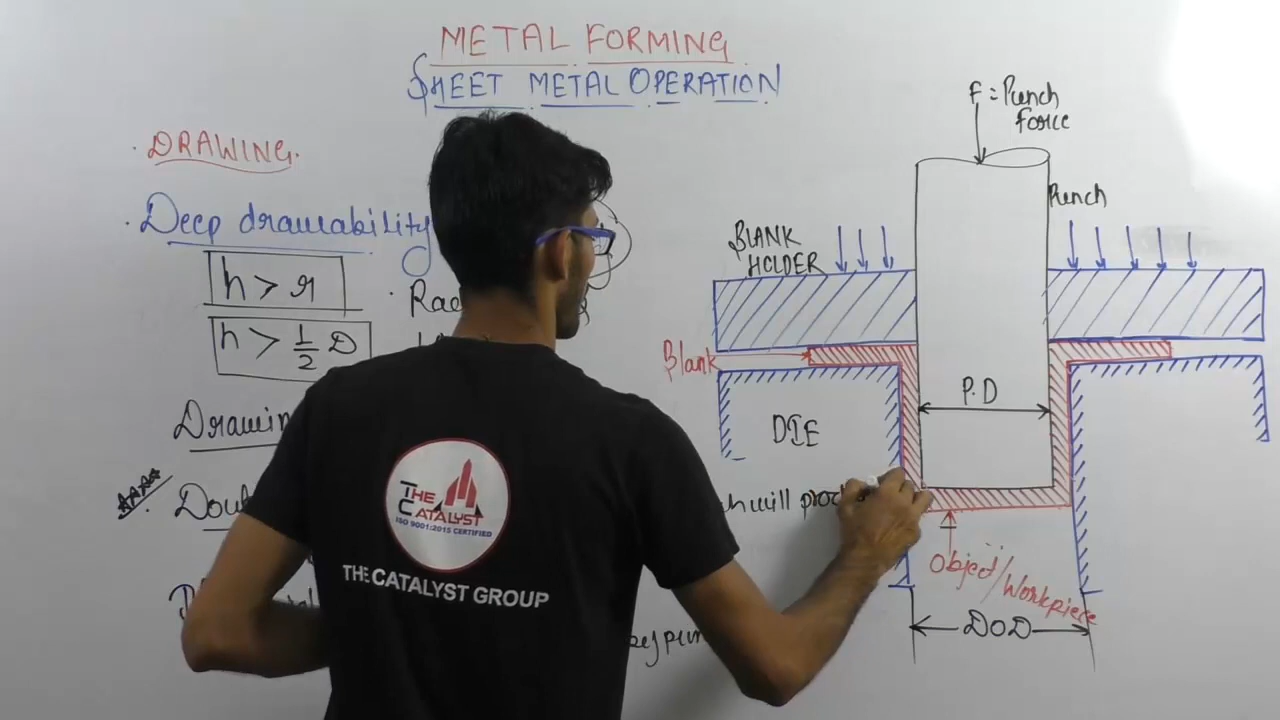 METAL FORMING
SHEET METAL OPERATION
DRAWING.
Deep drawability
h > r
h > 1/2 D
F = Punch
force
Punch
BLANK
HOLDER
Blank
P.D
DIE
will
Object/Workpiece
DOD
THE
CATALYST
ISO 9001:2015 CERTIFIED
THE CATALYST GROUP